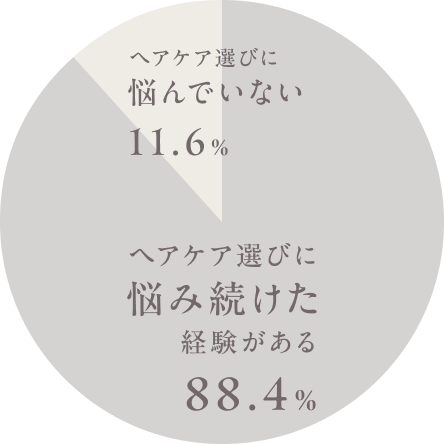 ヘアケア選びに
悩んでいない
11.6%
ヘアケア選びに
悩み続けた
経験がある
88.4%